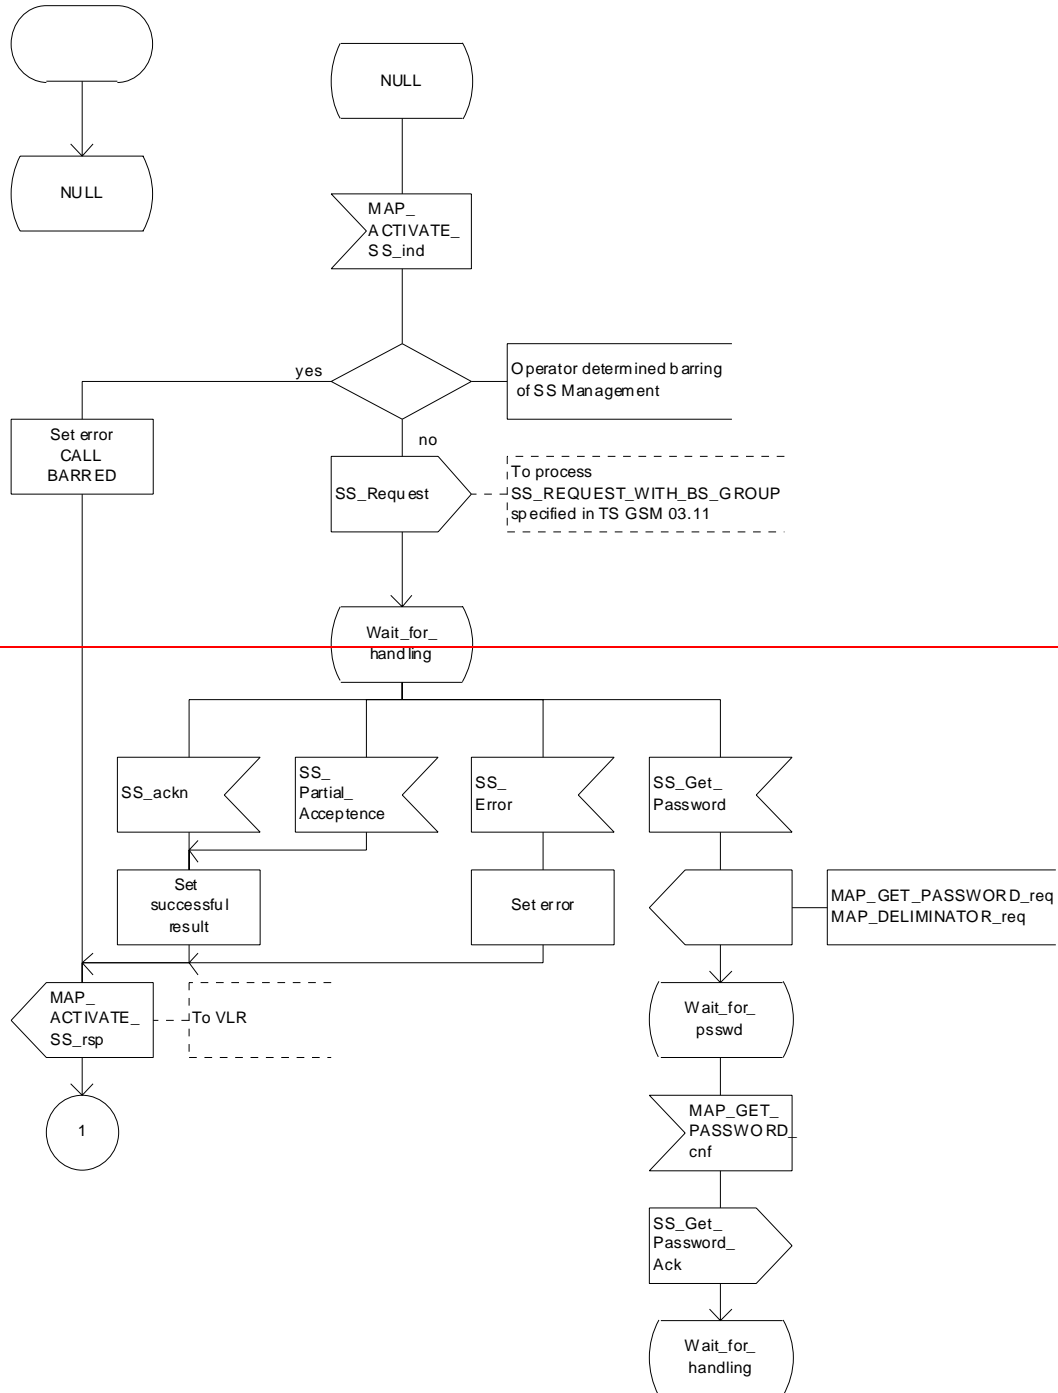 NULL
NULL
MAP_
ACTIVATE_
SS_ind
yes
Operator determined barring
of SS Management
no
Set error
CALL
BARRED
SS_Request
To process
SS_REQUEST_WITH_BS_GROUP
specified in TS GSM 03.11
Wait_for_
handling
SS_ackn
SS_
Partial_
Acceptence
SS_
Error
SS_Get_
Password
Set
successful
result
Set error
MAP_GET_PASSWORD_req
MAP_DELIMINATOR_req
MAP_
ACTIVATE_
SS_rsp
To VLR
Wait_for_
psswd
1
MAP_GET_
PASSWORD_
cnf
SS_Get_
Password_
Ack
Wait_for_
handling